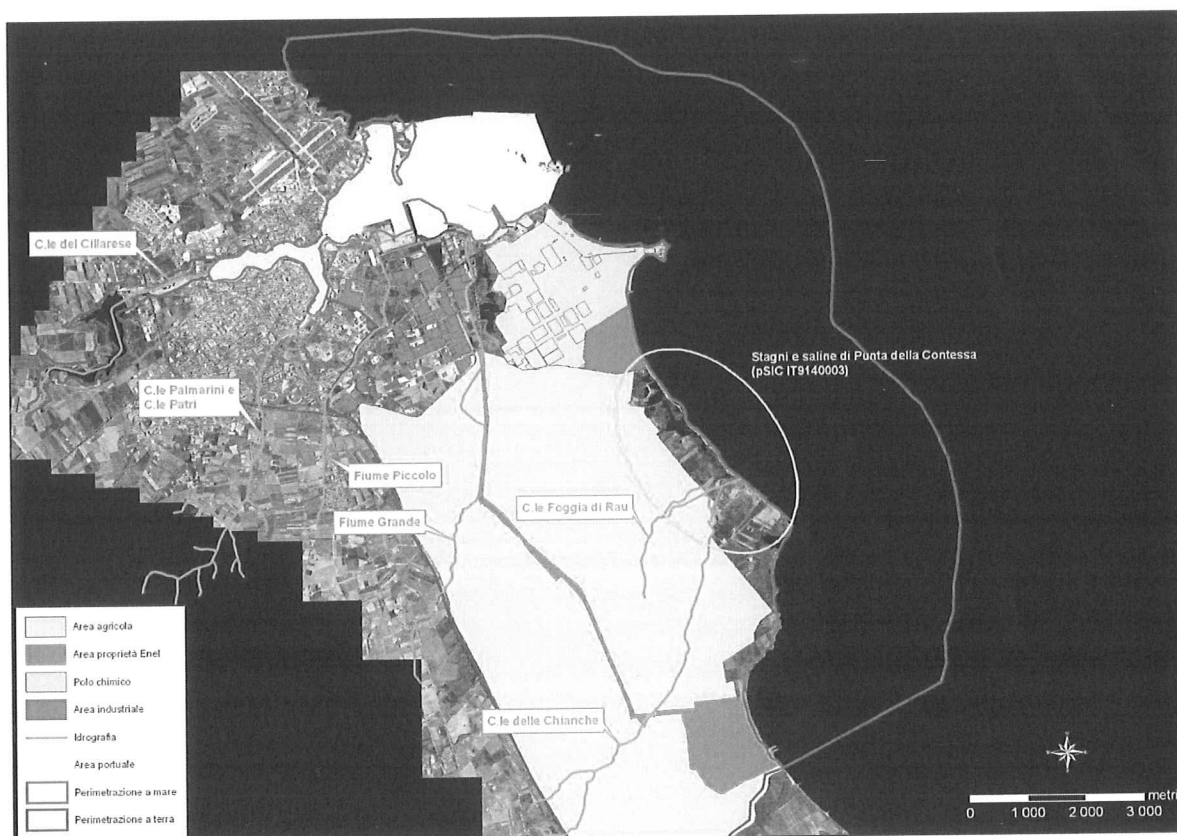 C.le del Cillarese
Stagni e saline di Punta della Contessa
(pSIC IT9140003)
C.le Palmarini e
C.le Patri
Fiume Piccolo
C.le Foggia di Rau
Fiume Grande
C.le delle Chianche
Area agricola
Area proprietà Enel
Polo chimico
Area industriale
Idrografia
Area portuale
Perimetrazione a mare
Perimetrazione a terra
metri
0 1 000 2 000 3 000